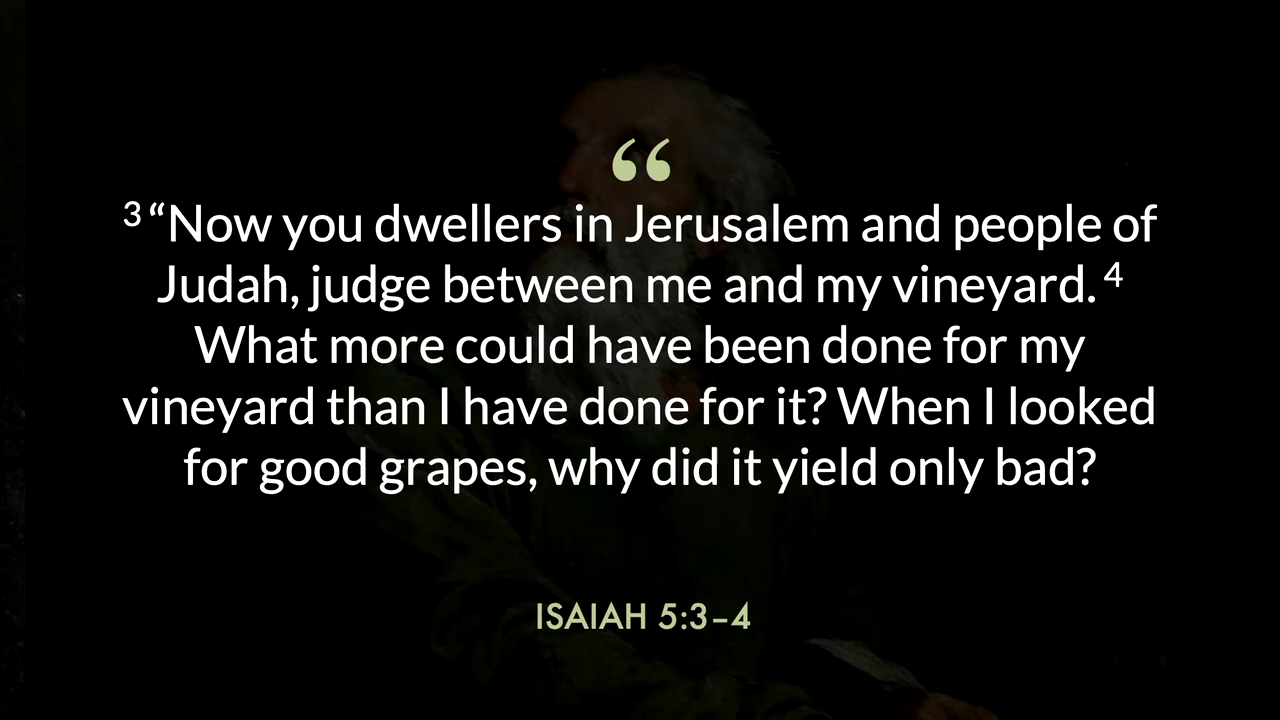 “
3 “Now you dwellers in Jerusalem and people of
Judah, judge between me and my vineyard. 4
What more could have been done for my
vineyard than I have done for it? When I looked
for good grapes, why did it yield only bad?
ISAIAH 5:3–4